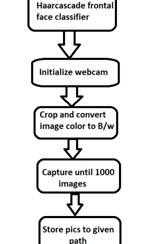 Haarcascade frontal
face classifier
Initialize webcam
Crop and convert
image color to B/w
Capture until 1000
images
Store pics to given
path